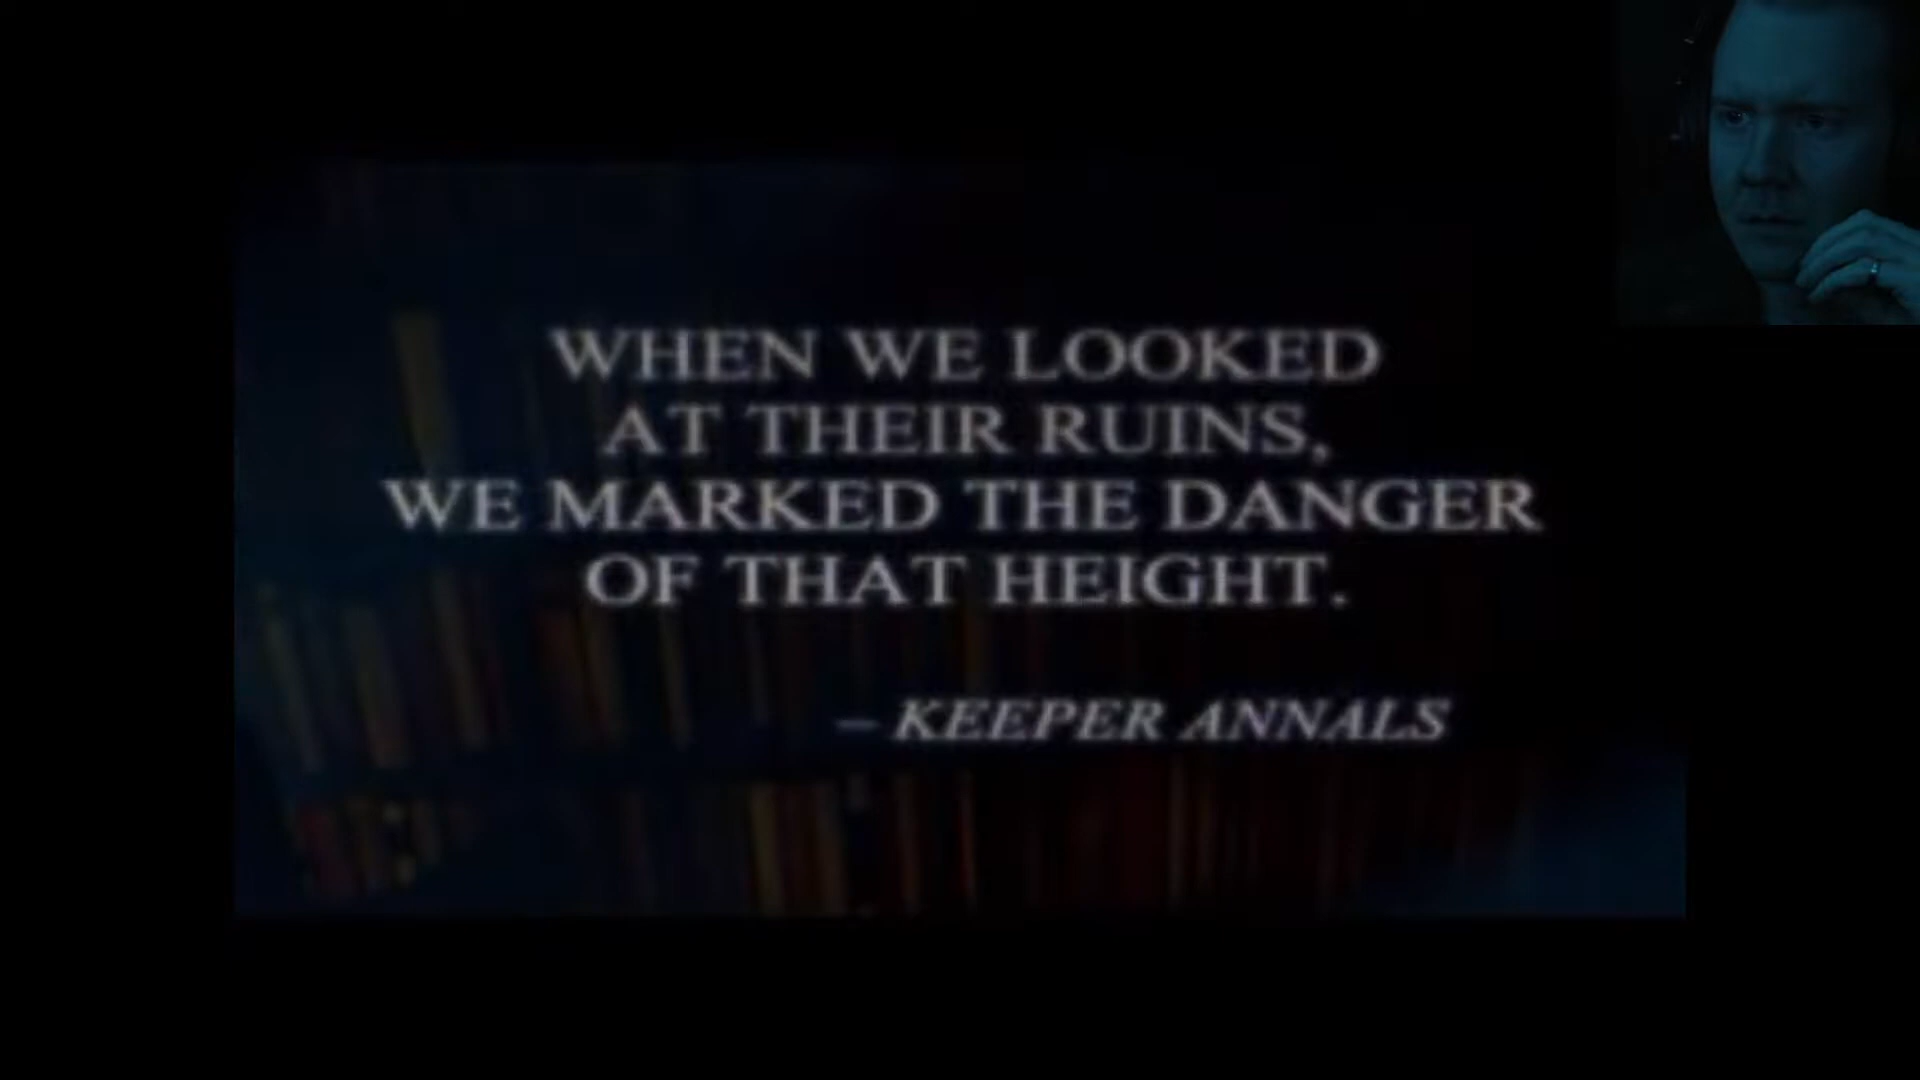 WHEN WE LOOKED
AT THEIR RUINS,
WE MARKED THE DANGER
OF THAT HEIGHT.
– KEEPER ANNALS